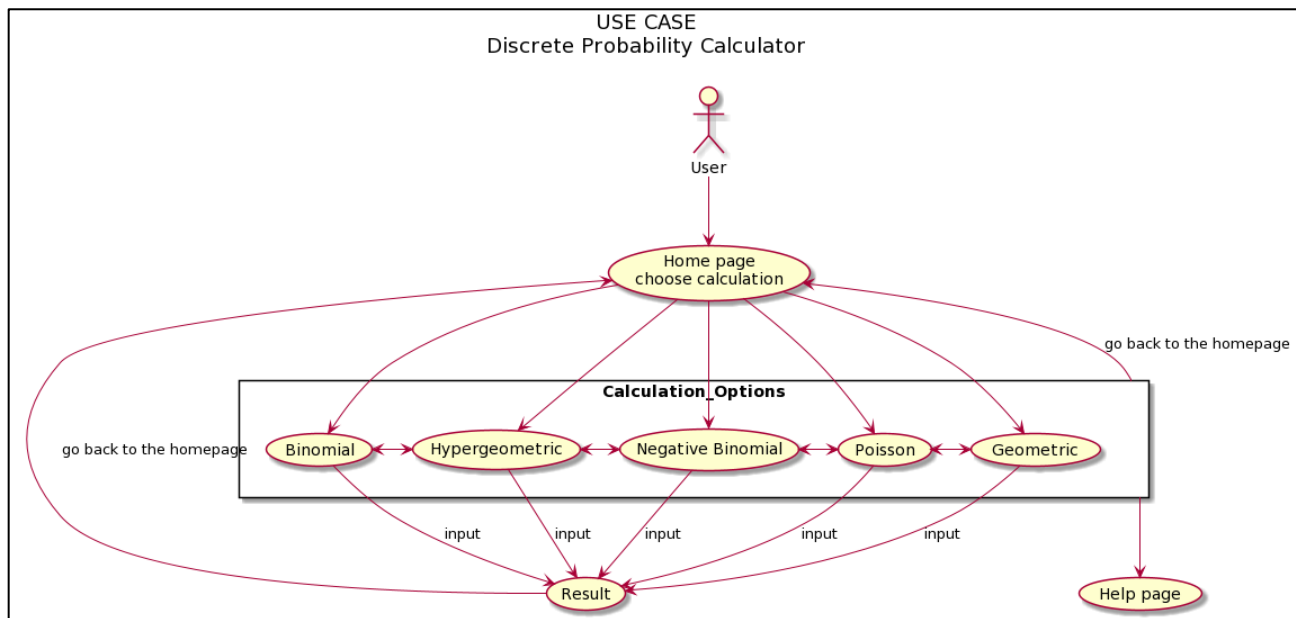 USE CASE
Discrete Probability Calculator
User
Home page
choose calculation
go back to the homepage
Calculation_Options
go back to the homepage
Binomial
Hypergeometric
Negative Binomial
Poisson
Geometric
input
input
input
input
input
Result
Help page